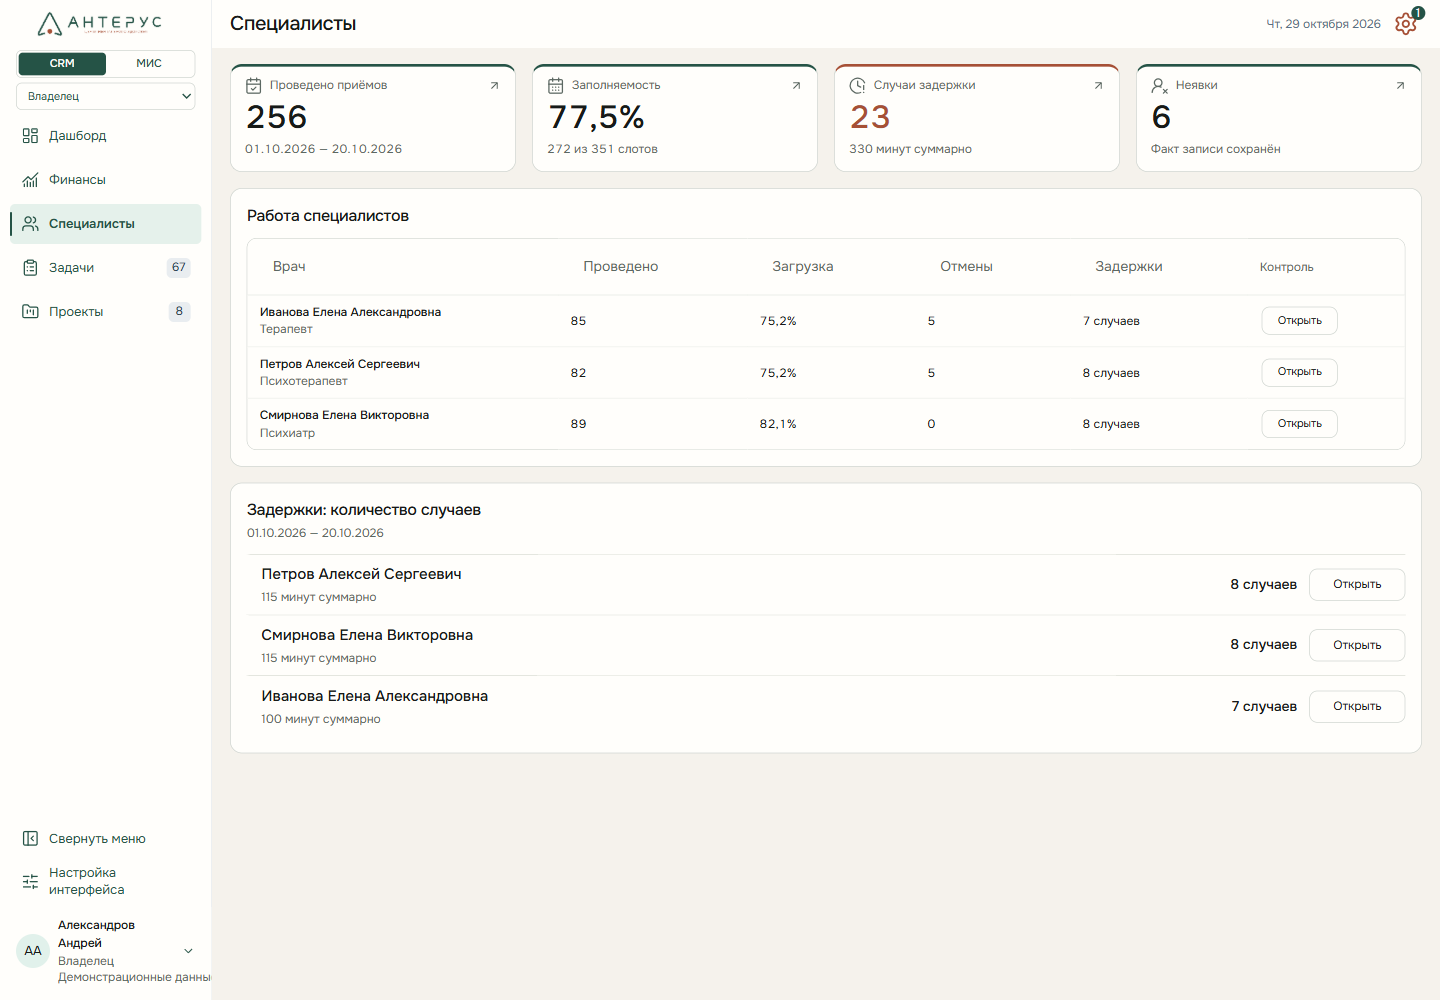 АНТЕРУС
CRM
МИС
Владелец
Дашборд
Финансы
Специалисты
Задачи
67
Проекты
8
Свернуть меню
Настройка
интерфейса
АА
Александров
Андрей
Владелец
Демонстрационные данны
Специалисты
Чт, 29 октября 2026
1
Проведено приёмов
256
01.10.2026 — 20.10.2026
Заполняемость
77,5%
272 из 351 слотов
Случаи задержки
23
330 минут суммарно
Неявки
6
Факт записи сохранён
Работа специалистов
Врач Проведено Загрузка Отмены Задержки Контроль
Иванова Елена Александровна
Терапевт
85 75,2% 5 7 случаев Открыть
Петров Алексей Сергеевич
Психотерапевт
82 75,2% 5 8 случаев Открыть
Смирнова Елена Викторовна
Психиатр
89 82,1% 0 8 случаев Открыть
Задержки: количество случаев
01.10.2026 — 20.10.2026
Петров Алексей Сергеевич
115 минут суммарно
8 случаев Открыть
Смирнова Елена Викторовна
115 минут суммарно
8 случаев Открыть
Иванова Елена Александровна
100 минут суммарно
7 случаев Открыть